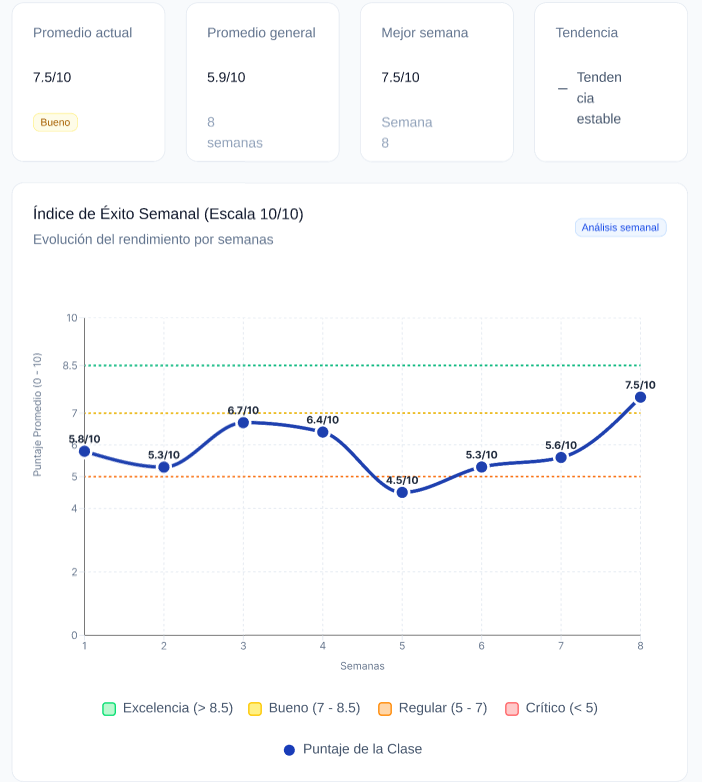 Promedio actual
7.5/10
Bueno
Promedio general
5.9/10
8
semanas
Mejor semana
7.5/10
Semana
8
Tendencia
—
Tenden
cia
estable
Índice de Éxito Semanal (Escala 10/10)
Evolución del rendimiento por semanas
Análisis semanal
Puntaje Promedio (0 - 10)
10
8.5
7
6
5
4
2
0
5.8/10
5.3/10
6.7/10
6.4/10
4.5/10
5.3/10
5.6/10
7.5/10
1 2 3 4 5 6 7 8
Semanas
Excelencia (> 8.5) Bueno (7 - 8.5) Regular (5 - 7) Crítico (< 5)
Puntaje de la Clase